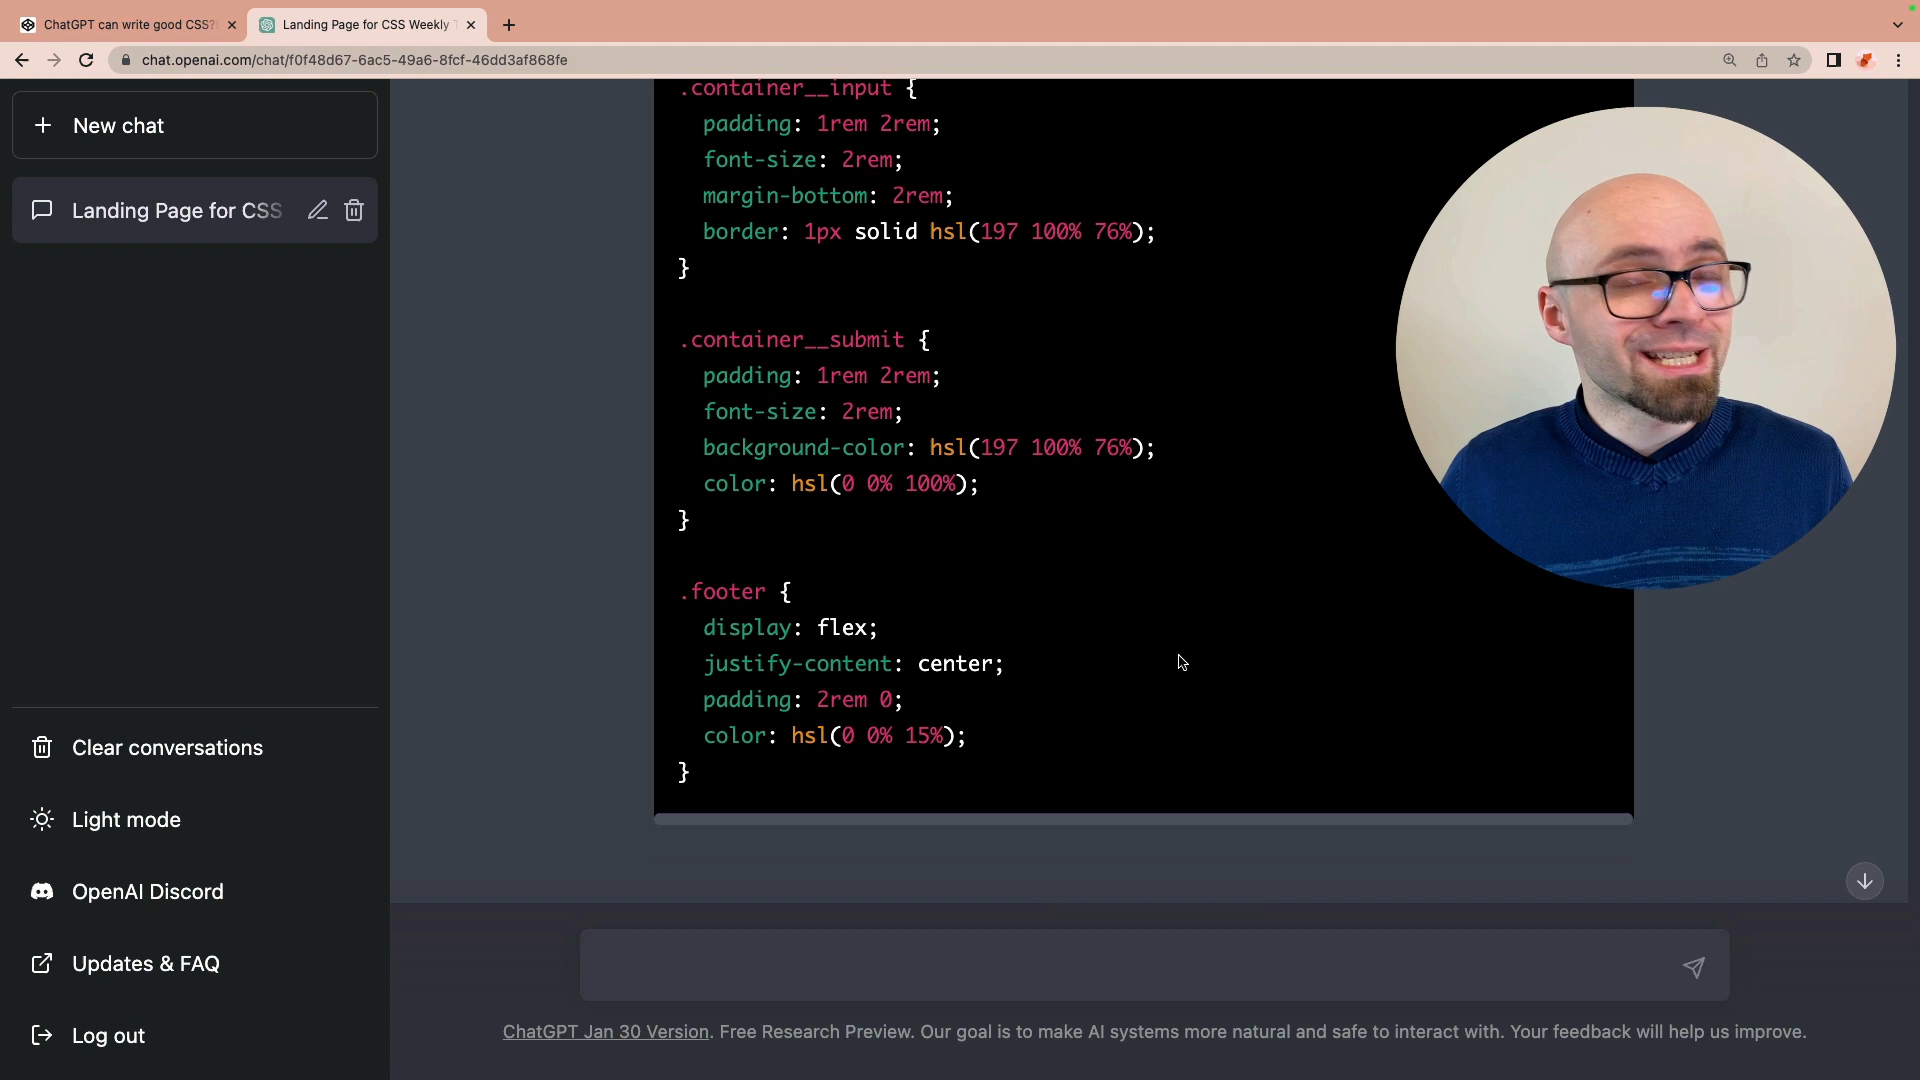 ChatGPT can write good CSS?
Landing Page for CSS Weekly
chat.openai.com/chat/f0f48d67-6ac5-49a6-8fcf-46dd3af868fe
New chat
Landing Page for CSS
Clear conversations
Light mode
OpenAI Discord
Updates & FAQ
Log out
.container__input {
padding: 1rem 2rem;
font-size: 2rem;
margin-bottom: 2rem;
border: 1px solid hsl(197 100% 76%);
}
.container__submit {
padding: 1rem 2rem;
font-size: 2rem;
background-color: hsl(197 100% 76%);
color: hsl(0 0% 100%);
}
.footer {
display: flex;
justify-content: center;
padding: 2rem 0;
color: hsl(0 0% 15%);
}
ChatGPT Jan 30 Version. Free Research Preview. Our goal is to make AI systems more natural and safe to interact with. Your feedback will help us improve.